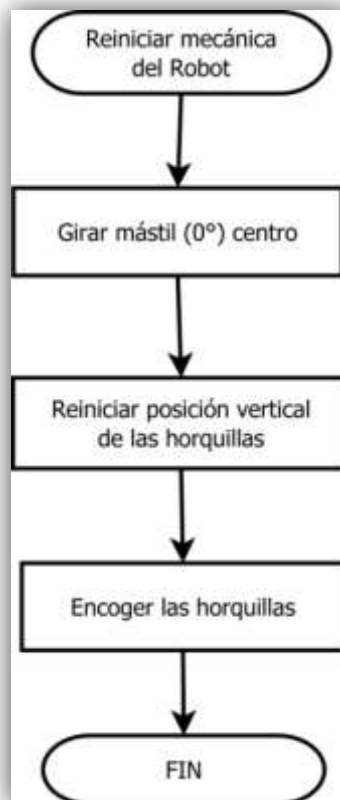 Reiniciar mecánica
del Robot
Girar mástil (0°) centro
Reiniciar posición vertical
de las horquillas
Encoger las horquillas
FIN